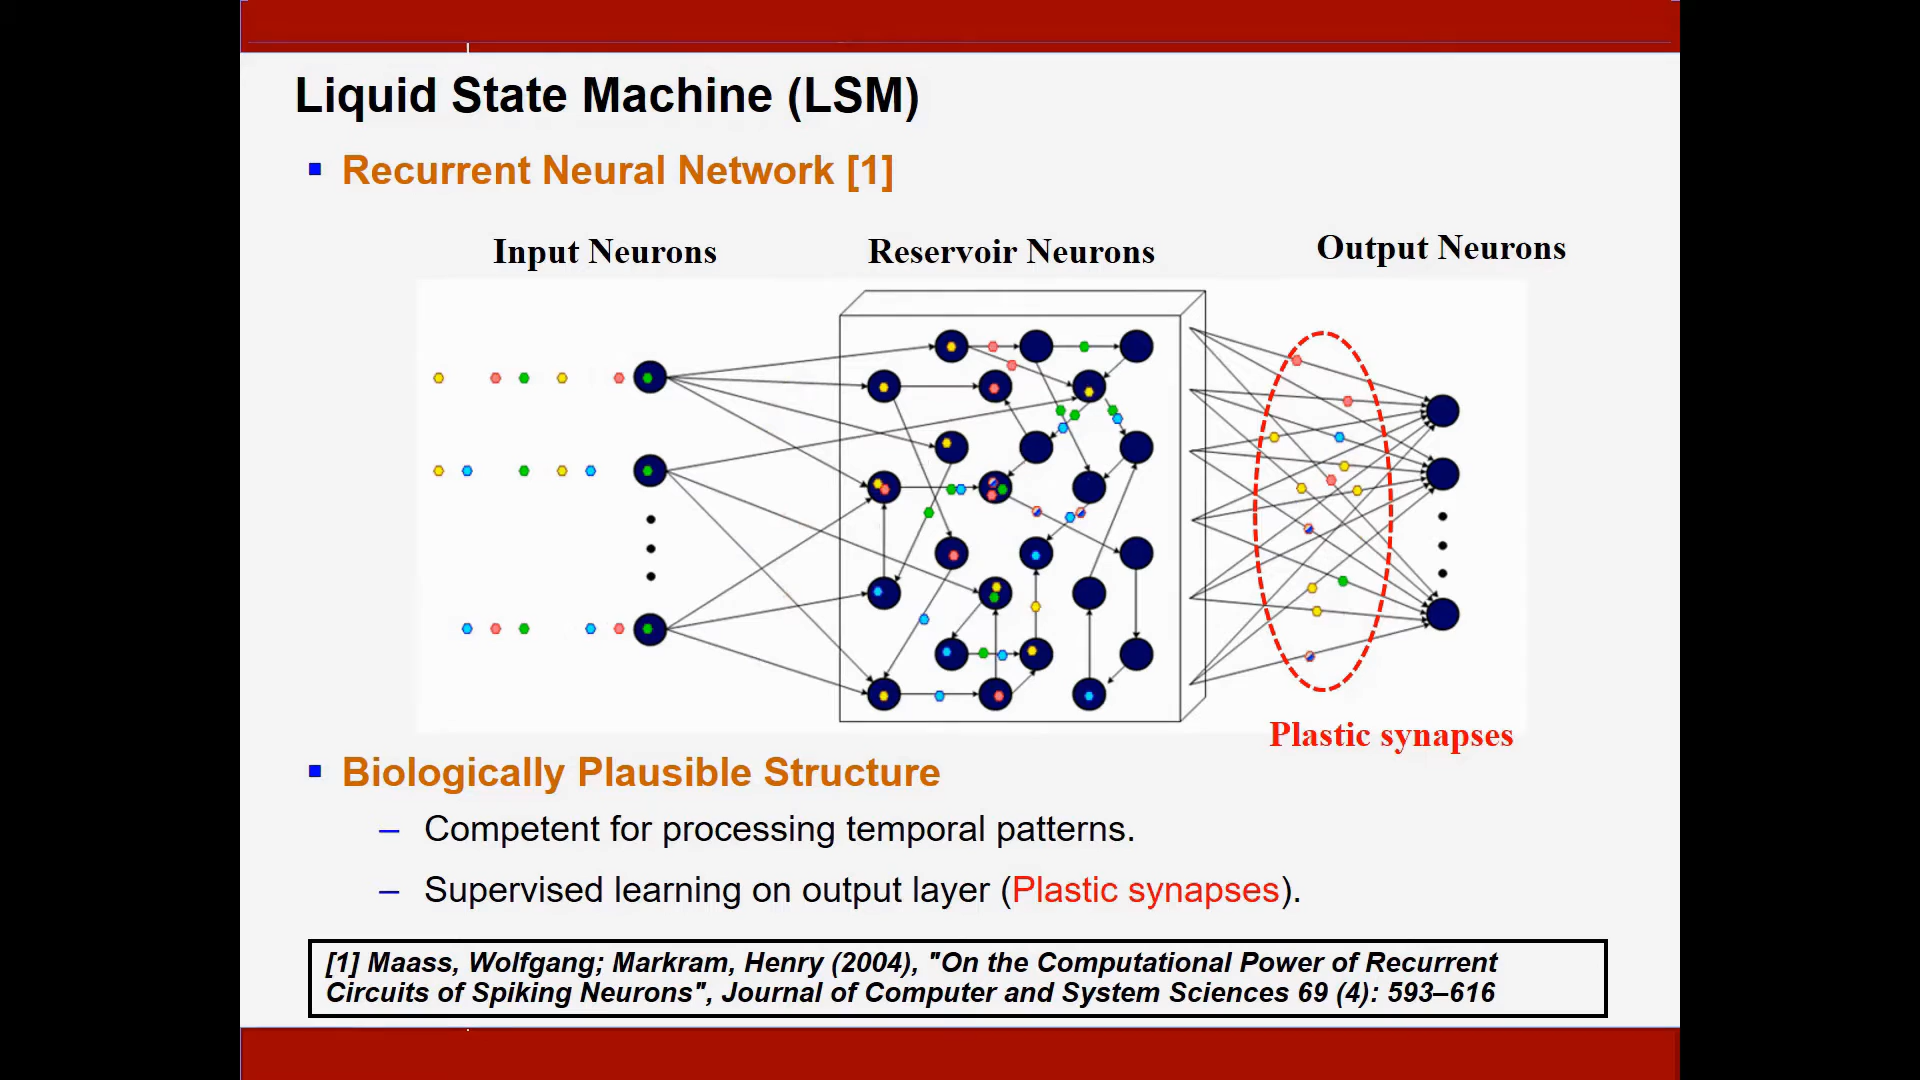 Liquid State Machine (LSM)
Recurrent Neural Network [1]
Input Neurons
Reservoir Neurons
Output Neurons
Plastic synapses
Biologically Plausible Structure
– Competent for processing temporal patterns.
– Supervised learning on output layer (Plastic synapses).
[1] Maass, Wolfgang; Markram, Henry (2004), "On the Computational Power of Recurrent
Circuits of Spiking Neurons", Journal of Computer and System Sciences 69 (4): 593–616